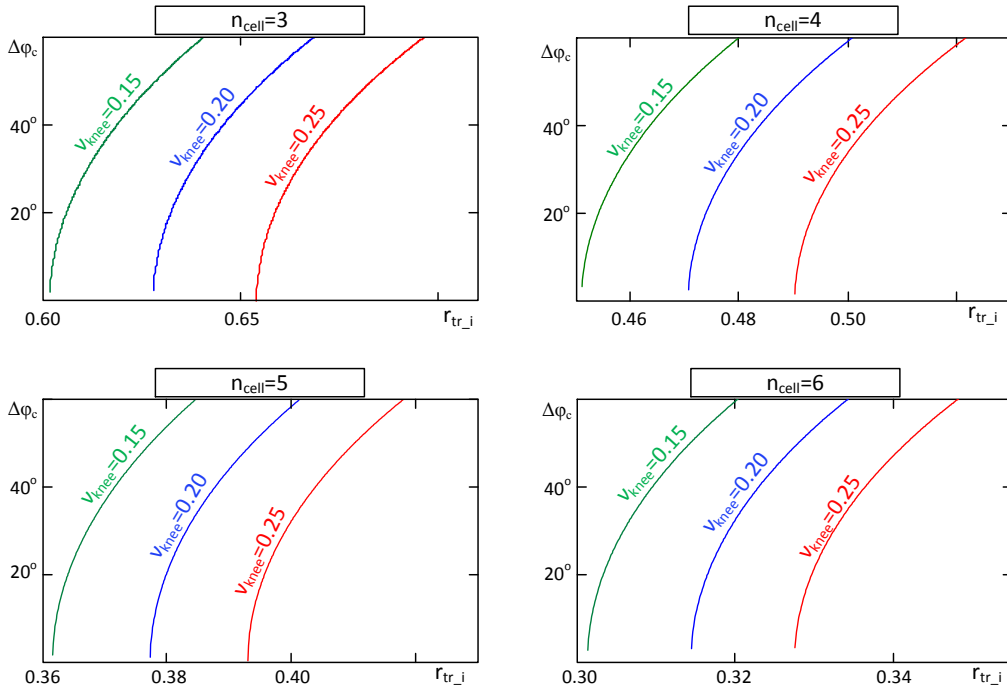 n_cell=3
Δφ_c
40°
20°
v_knee=0.15
v_knee=0.20
v_knee=0.25
0.60 0.65 r_tr_i
n_cell=4
Δφ_c
40°
20°
v_knee=0.15
v_knee=0.20
v_knee=0.25
0.46 0.48 0.50 r_tr_i
n_cell=5
Δφ_c
40°
20°
v_knee=0.15
v_knee=0.20
v_knee=0.25
0.36 0.38 0.40 r_tr_i
n_cell=6
Δφ_c
40°
20°
v_knee=0.15
v_knee=0.20
v_knee=0.25
0.30 0.32 0.34 r_tr_i